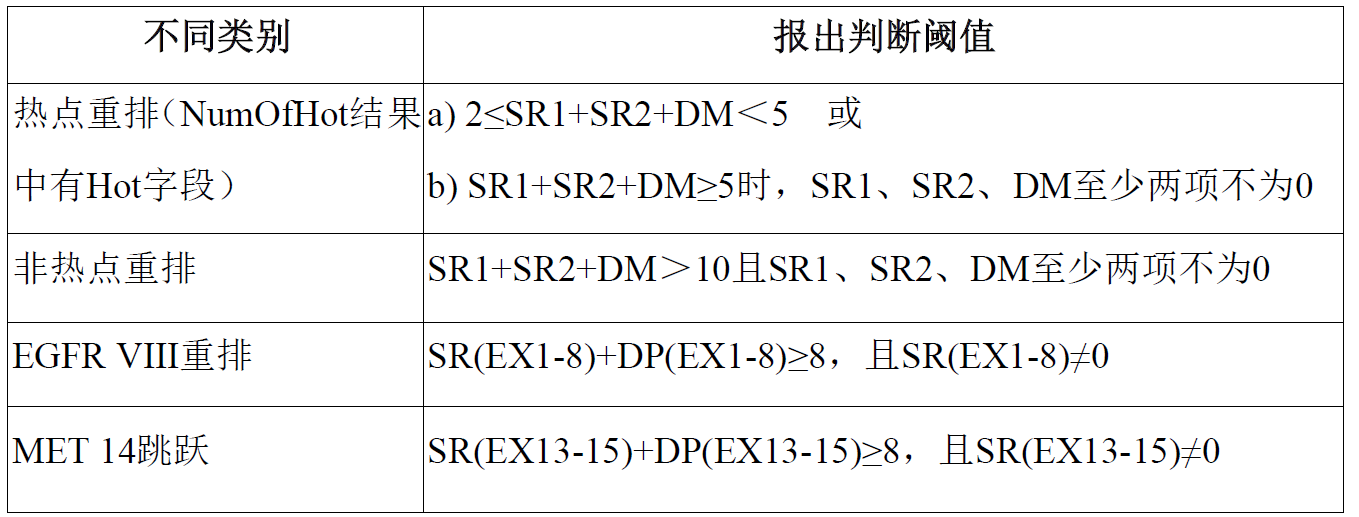 不同类别
报出判断阈值
热点重排（NumOfHot结果
中有Hot字段）
a) 2≤SR1+SR2+DM＜5　或
b) SR1+SR2+DM≥5时，SR1、SR2、DM至少两项不为0
非热点重排
SR1+SR2+DM＞10且SR1、SR2、DM至少两项不为0
EGFR VIII重排
SR(EX1-8)+DP(EX1-8)≥8，且SR(EX1-8)≠0
MET 14跳跃
SR(EX13-15)+DP(EX13-15)≥8，且SR(EX13-15)≠0